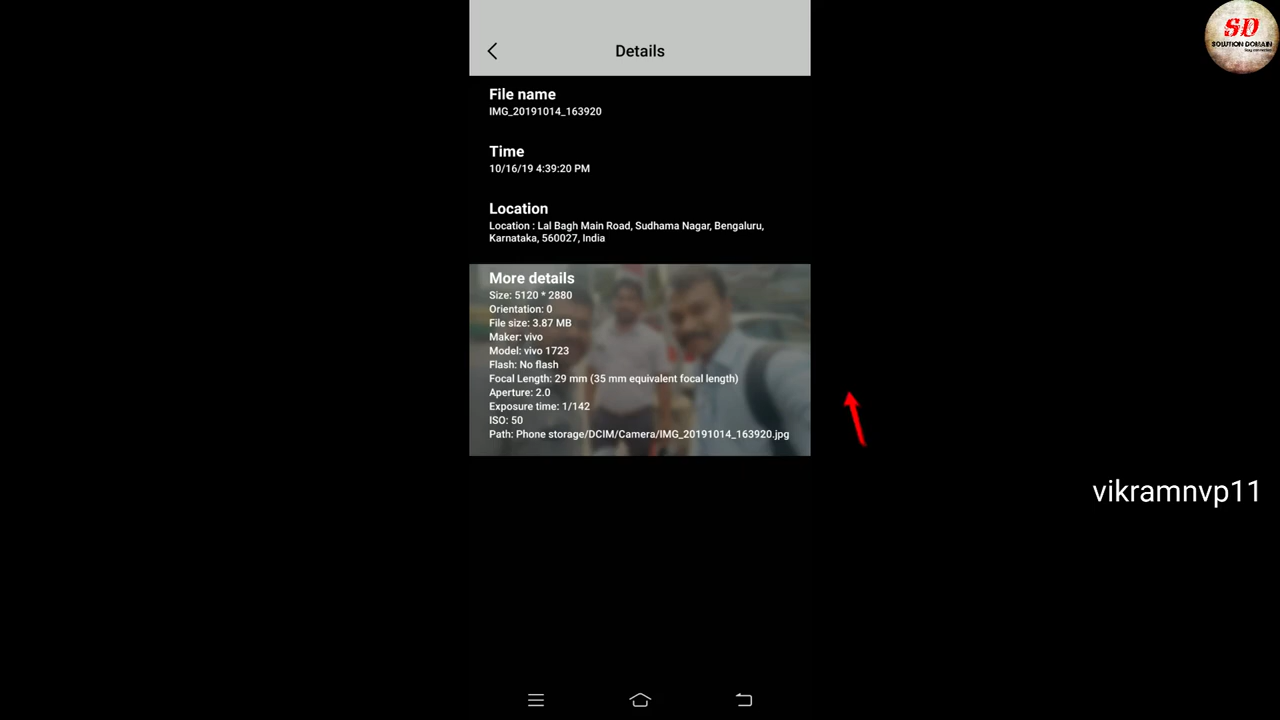 Details
File name
IMG_20191014_163920
Time
10/16/19 4:39:20 PM
Location
Location : Lal Bagh Main Road, Sudhama Nagar, Bengaluru,
Karnataka, 560027, India
More details
Size: 5120 * 2880
Orientation: 0
File size: 3.87 MB
Maker: vivo
Model: vivo 1723
Flash: No flash
Focal Length: 29 mm (35 mm equivalent focal length)
Aperture: 2.0
Exposure time: 1/142
ISO: 50
Path: Phone storage/DCIM/Camera/IMG_20191014_163920.jpg
SD
SOLUTION DOMAIN
vikramnvp11